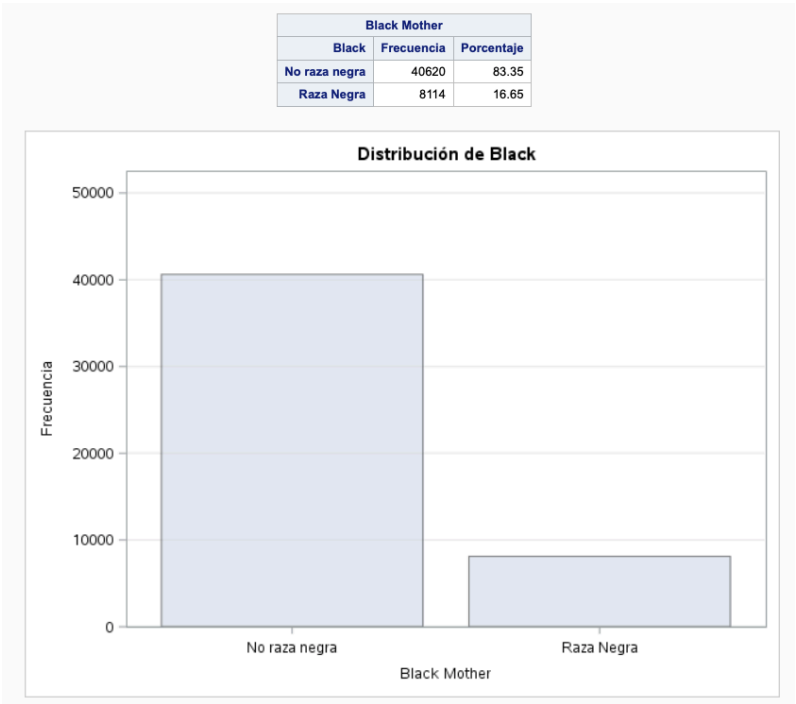 Black Mother
Black Frecuencia Porcentaje
No raza negra 40620 83.35
Raza Negra 8114 16.65
Distribución de Black
50000
40000
30000
20000
10000
0
Frecuencia
No raza negra Raza Negra
Black Mother